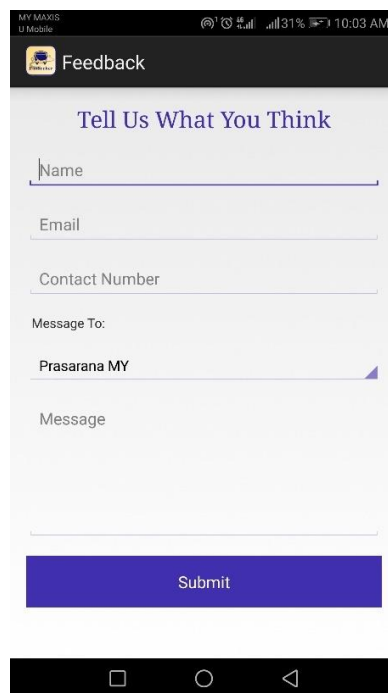 MY MAXIS
U Mobile
31% 10:03 AM
Feedback
Tell Us What You Think
Name
Email
Contact Number
Message To:
Prasarana MY
Message
Submit